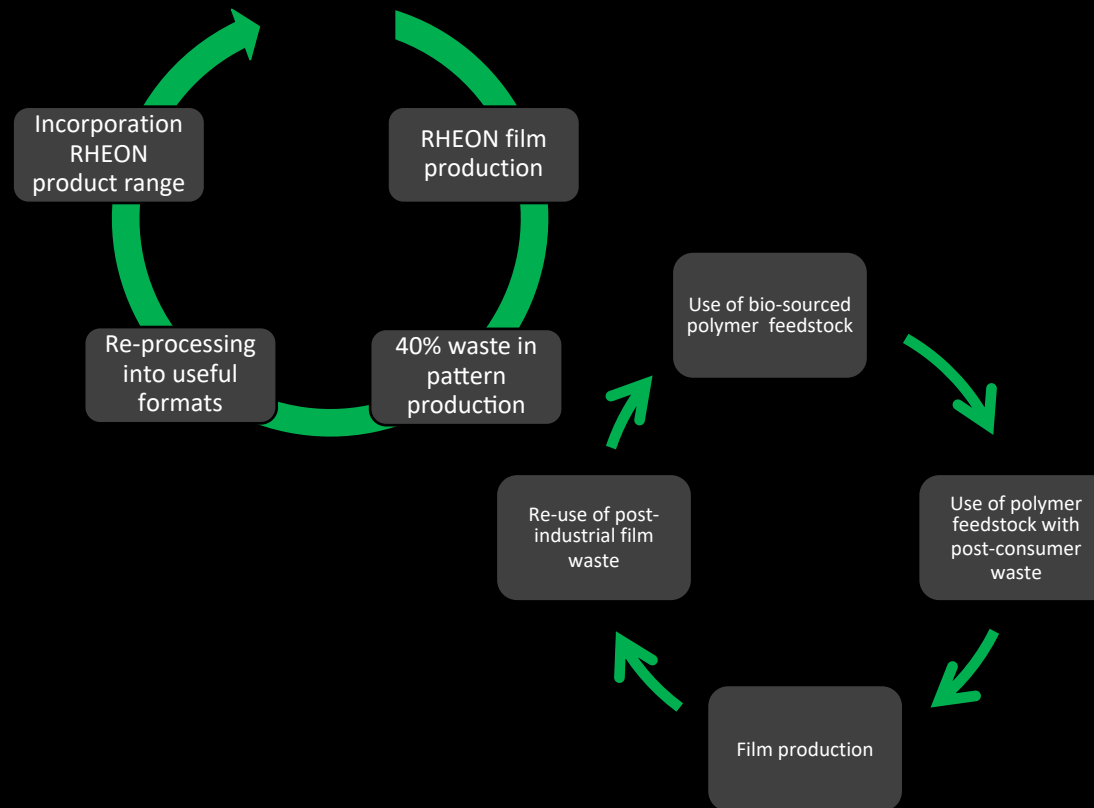 Incorporation
RHEON
product range
RHEON film
production
Re-processing
into useful
formats
40% waste in
pattern
production
Use of bio-sourced
polymer feedstock
Re-use of post-
industrial film
waste
Use of polymer
feedstock with
post-consumer
waste
Film production